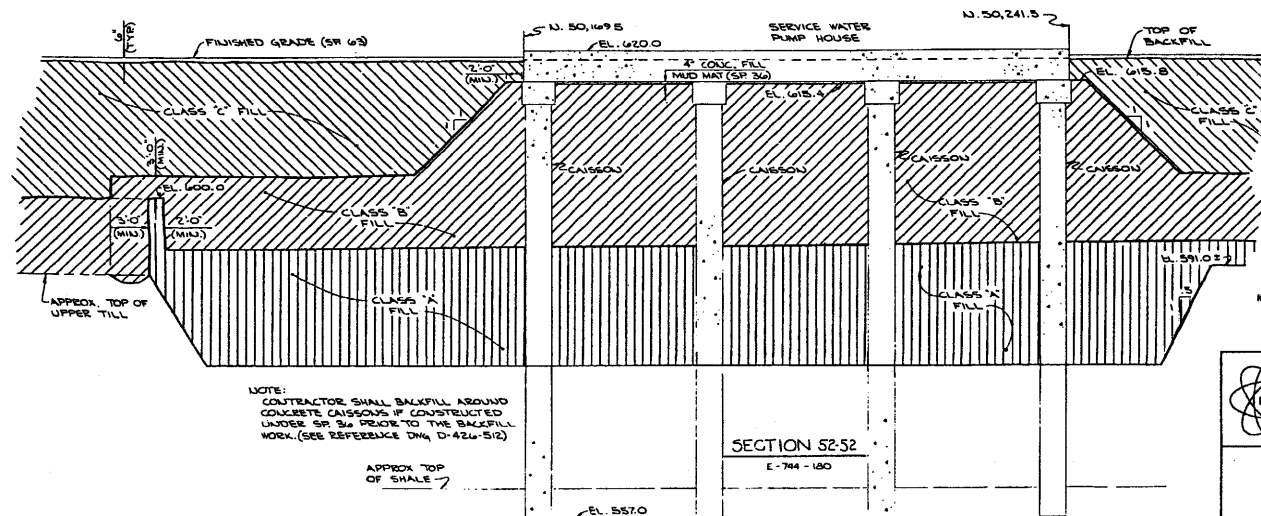 N. 50,169.5
N. 50,241.5
6" (TYP.)
FINISHED GRADE (SP. 63)
EL. 620.0
SERVICE WATER
PUMP HOUSE
TOP OF
BACKFILL
2'-0"
(MIN.)
4" CONC. FILL
MUD MAT (SP. 36)
EL. 615.4
EL. 615.8
CLASS "C" FILL
CLASS "C"
FILL
1
1
3'-0"
(MIN.)
CAISSON
CAISSON
CAISSON
CAISSON
EL. 600.0
CLASS "B"
FILL
CLASS "B"
FILL
3'-0"
(MIN.)
2'-0"
(MIN.)
EL. 591.0 ±
CLASS "A"
FILL
CLASS "A"
FILL
APPROX. TOP OF
UPPER TILL
NOTE:
CONTRACTOR SHALL BACKFILL AROUND
CONCRETE CAISSONS IF CONSTRUCTED
UNDER SP. 36 PRIOR TO THE BACKFILL
WORK. (SEE REFERENCE DWG D-426-512)
SECTION 52-52
E-744-180
APPROX TOP
OF SHALE
EL. 557.0